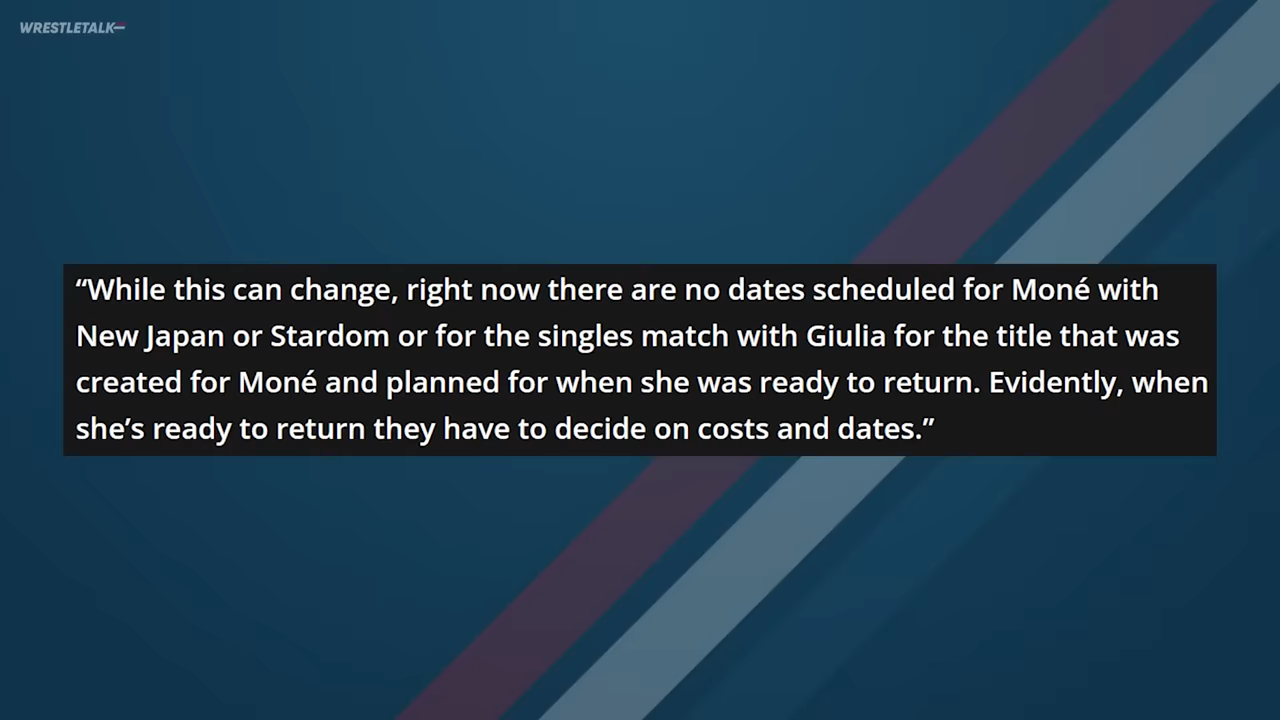 WRESTLETALK
“While this can change, right now there are no dates scheduled for Moné with
New Japan or Stardom or for the singles match with Giulia for the title that was
created for Moné and planned for when she was ready to return. Evidently, when
she’s ready to return they have to decide on costs and dates.”